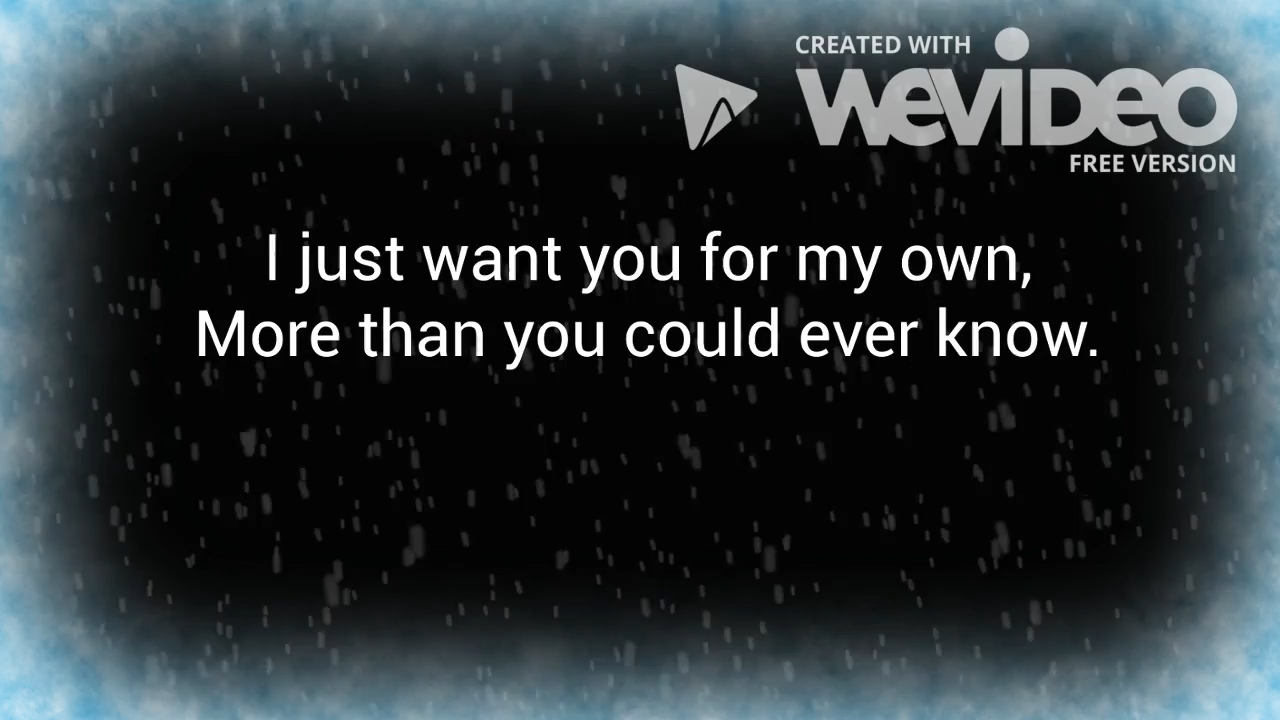 CREATED WITH
WeVideo
FREE VERSION
I just want you for my own,
More than you could ever know.